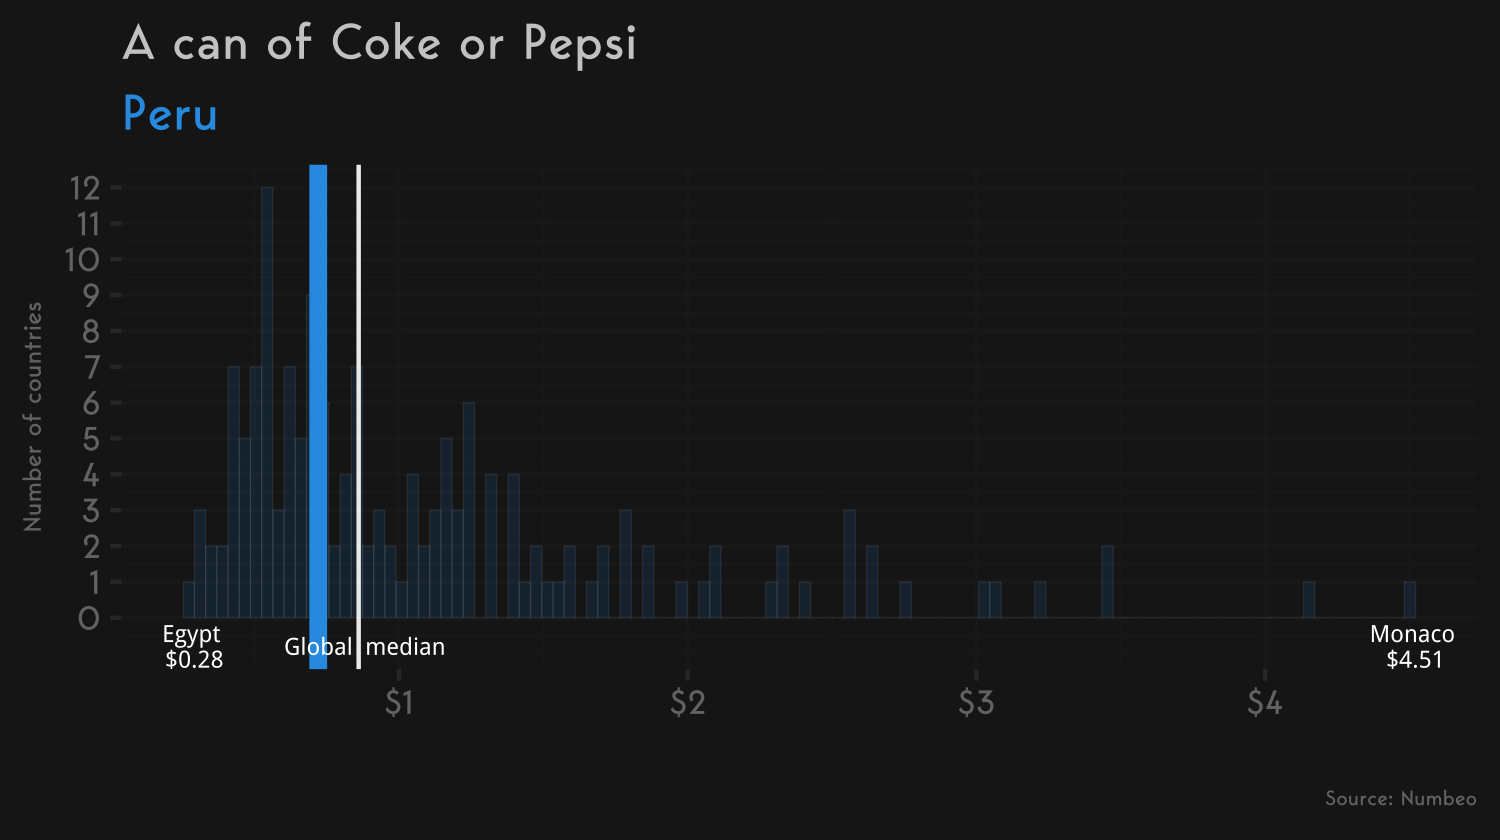 A can of Coke or Pepsi
Peru
Number of countries
12
11
10
9
8
7
6
5
4
3
2
1
0
Egypt
$0.28
Global median
Monaco
$4.51
$1 $2 $3 $4
Source: Numbeo